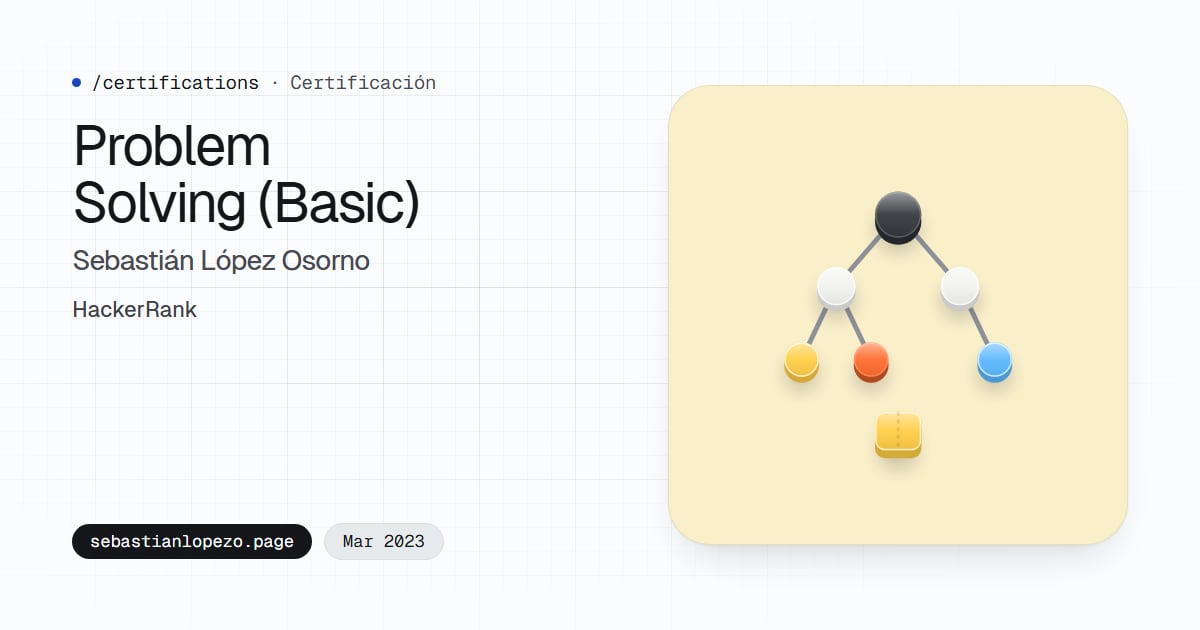 /certifications · Certificación
Problem
Solving (Basic)
Sebastián López Osorno
HackerRank
sebastianlopezo.page
Mar 2023